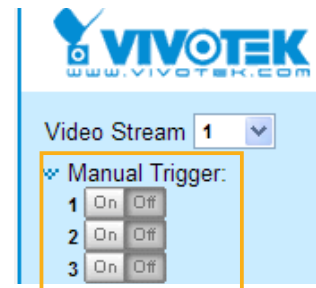 VIVOTEK
www.vivotek.com
Video Stream 1
Manual Trigger:
1 On Off
2 On Off
3 On Off